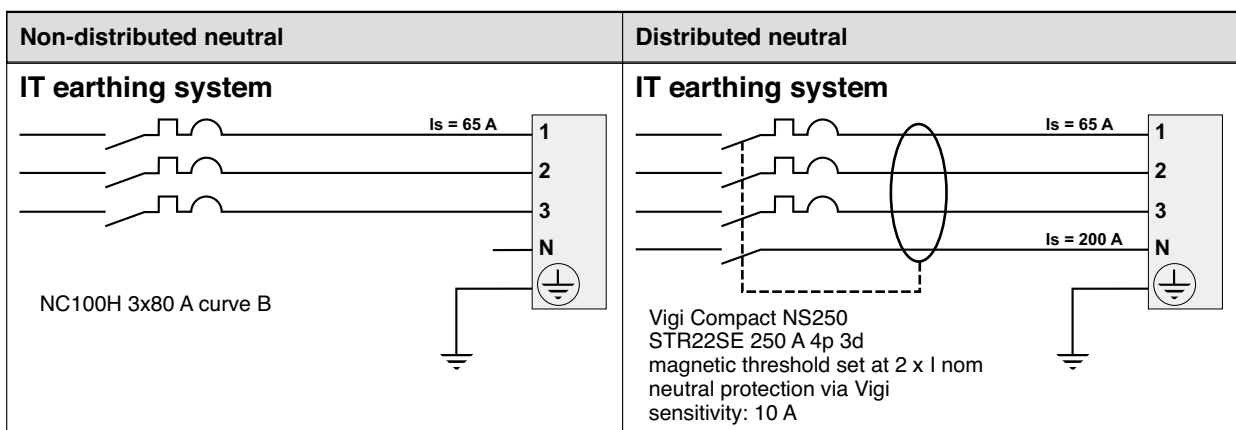 Non-distributed neutral
IT earthing system
Is = 65 A
1
2
3
N
NC100H 3x80 A curve B
Distributed neutral
IT earthing system
Is = 65 A
1
2
3
Is = 200 A
N
Vigi Compact NS250
STR22SE 250 A 4p 3d
magnetic threshold set at 2 x I nom
neutral protection via Vigi
sensitivity: 10 A